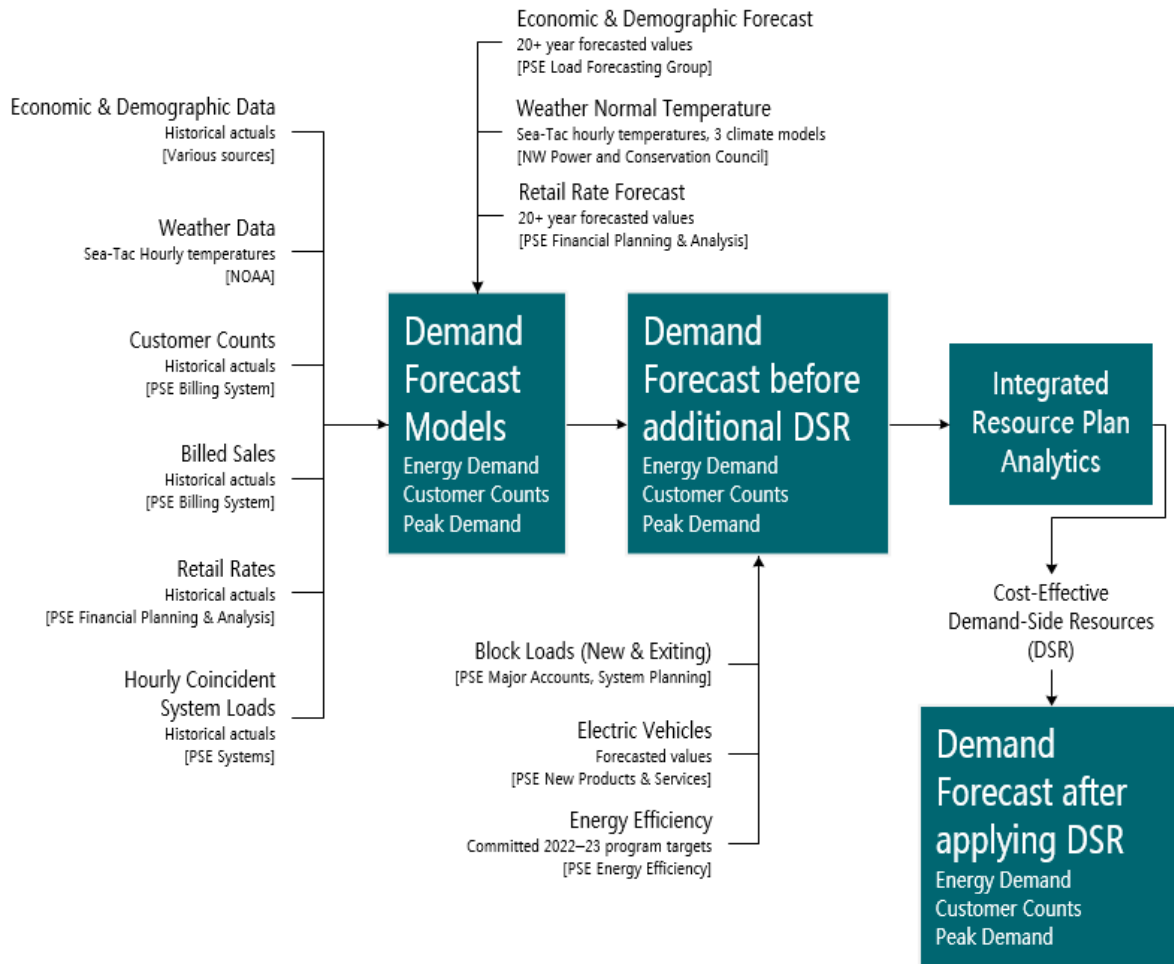 Economic & Demographic Forecast
20+ year forecasted values
[PSE Load Forecasting Group]
Weather Normal Temperature
Sea-Tac hourly temperatures, 3 climate models
[NW Power and Conservation Council]
Retail Rate Forecast
20+ year forecasted values
[PSE Financial Planning & Analysis]
Economic & Demographic Data
Historical actuals
[Various sources]
Weather Data
Sea-Tac Hourly temperatures
[NOAA]
Customer Counts
Historical actuals
[PSE Billing System]
Billed Sales
Historical actuals
[PSE Billing System]
Retail Rates
Historical actuals
[PSE Financial Planning & Analysis]
Hourly Coincident
System Loads
Historical actuals
[PSE Systems]
Demand
Forecast
Models
Energy Demand
Customer Counts
Peak Demand
Demand
Forecast before
additional DSR
Energy Demand
Customer Counts
Peak Demand
Integrated
Resource Plan
Analytics
Block Loads (New & Exiting)
[PSE Major Accounts, System Planning]
Electric Vehicles
Forecasted values
[PSE New Products & Services]
Energy Efficiency
Committed 2022–23 program targets
[PSE Energy Efficiency]
Cost-Effective
Demand-Side Resources
(DSR)
Demand
Forecast after
applying DSR
Energy Demand
Customer Counts
Peak Demand